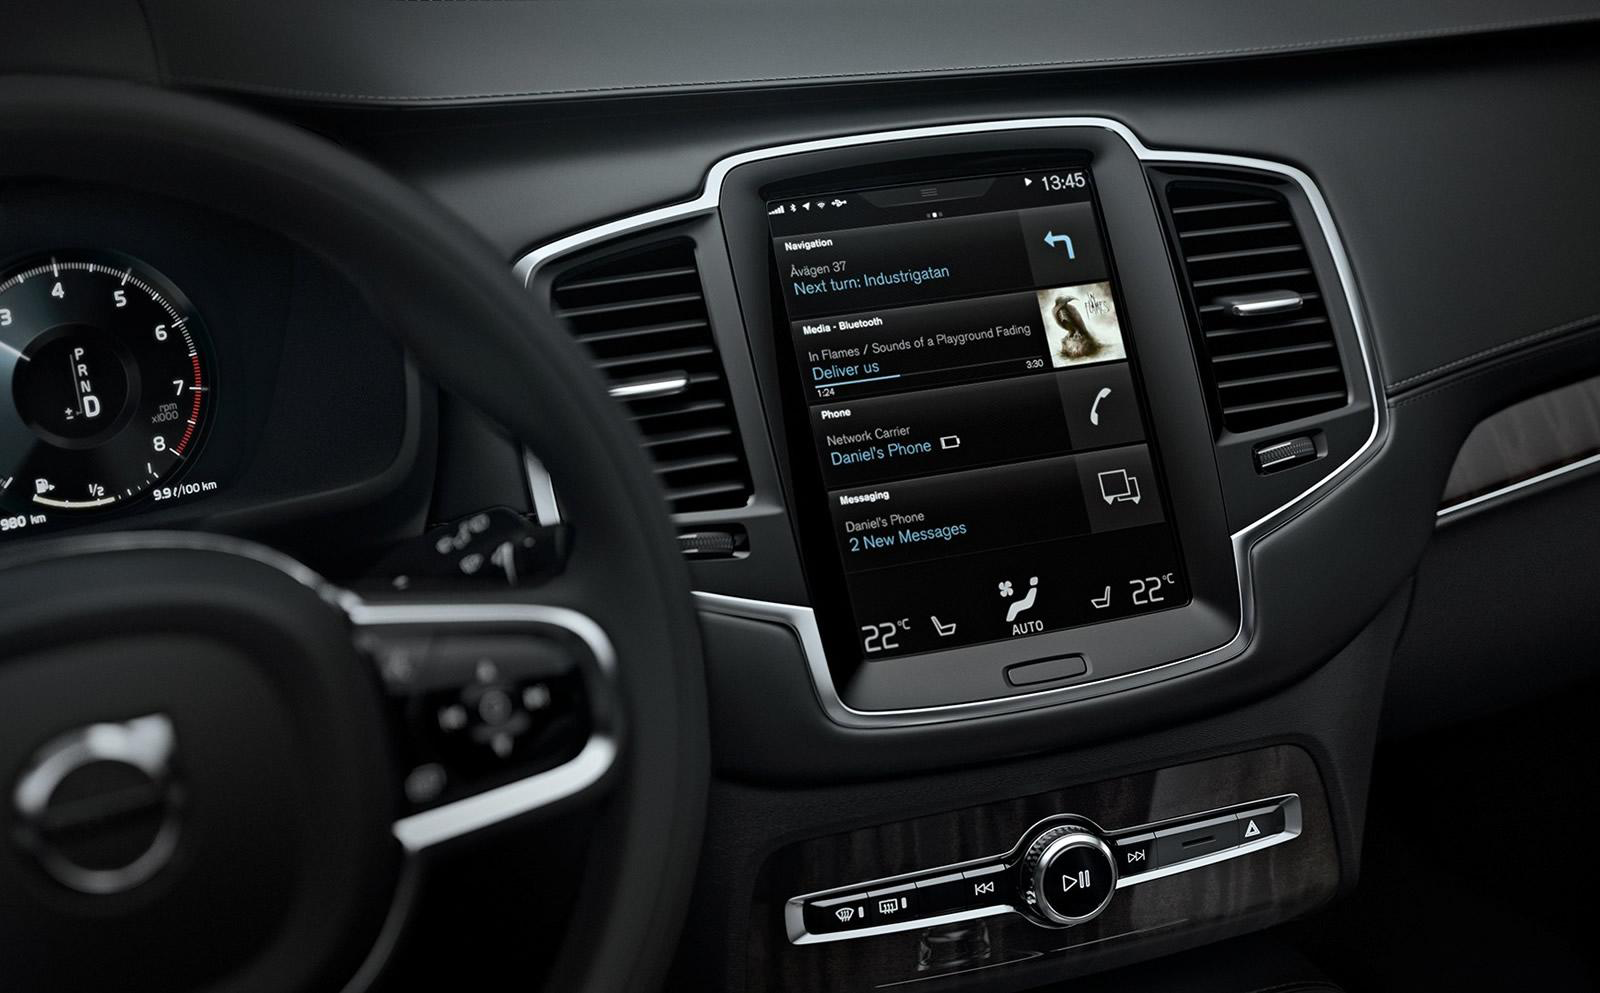 13:45
Navigation
Åvägen 37
Next turn: Industrigatan
Media - Bluetooth
In Flames / Sounds of a Playground Fading
Deliver us
1:24
3:30
Phone
Network Carrier
Daniel's Phone
Messaging
Daniel's Phone
2 New Messages
22°C
AUTO
22°C
3
4
5
6
7
8
rpm
x1000
P
R
N
D
±
1/2
9.9 ℓ/100 km
980 km